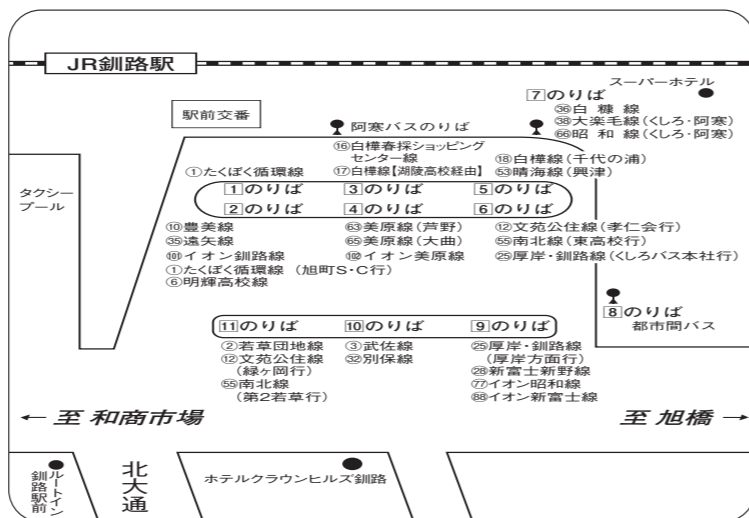 JR釧路駅
スーパーホテル
7のりば
㊱白糠線
㊳大楽毛線(くしろ・阿寒)
66昭和線(くしろ・阿寒)
駅前交番
阿寒バスのりば
⑯白樺春採ショッピング
センター線
⑰白樺線【湖陵高校経由】
⑱白樺線(千代の浦)
53晴海線(興津)
①たくぼく循環線
タクシー
プール
1のりば
3のりば
5のりば
2のりば
4のりば
6のりば
⑩豊美線
㉟遠矢線
101イオン釧路線
①たくぼく循環線 (旭町S・C行)
⑥明輝高校線
63美原線(芦野)
65美原線(大曲)
102イオン美原線
⑫文苑公住線(孝仁会行)
55南北線(東高校行)
㉕厚岸・釧路線(くしろバス本社行)
8のりば
都市間バス
11のりば
10のりば
9のりば
②若草団地線
⑫文苑公住線
(緑ヶ岡行)
55南北線
(第2若草行)
③武佐線
㉜別保線
㉕厚岸・釧路線
(厚岸方面行)
㉘新富士新野線
77イオン昭和線
88イオン新富士線
← 至 和商市場
至 旭橋 →
ルートイン
釧路駅前
北大通
ホテルクラウンヒルズ釧路